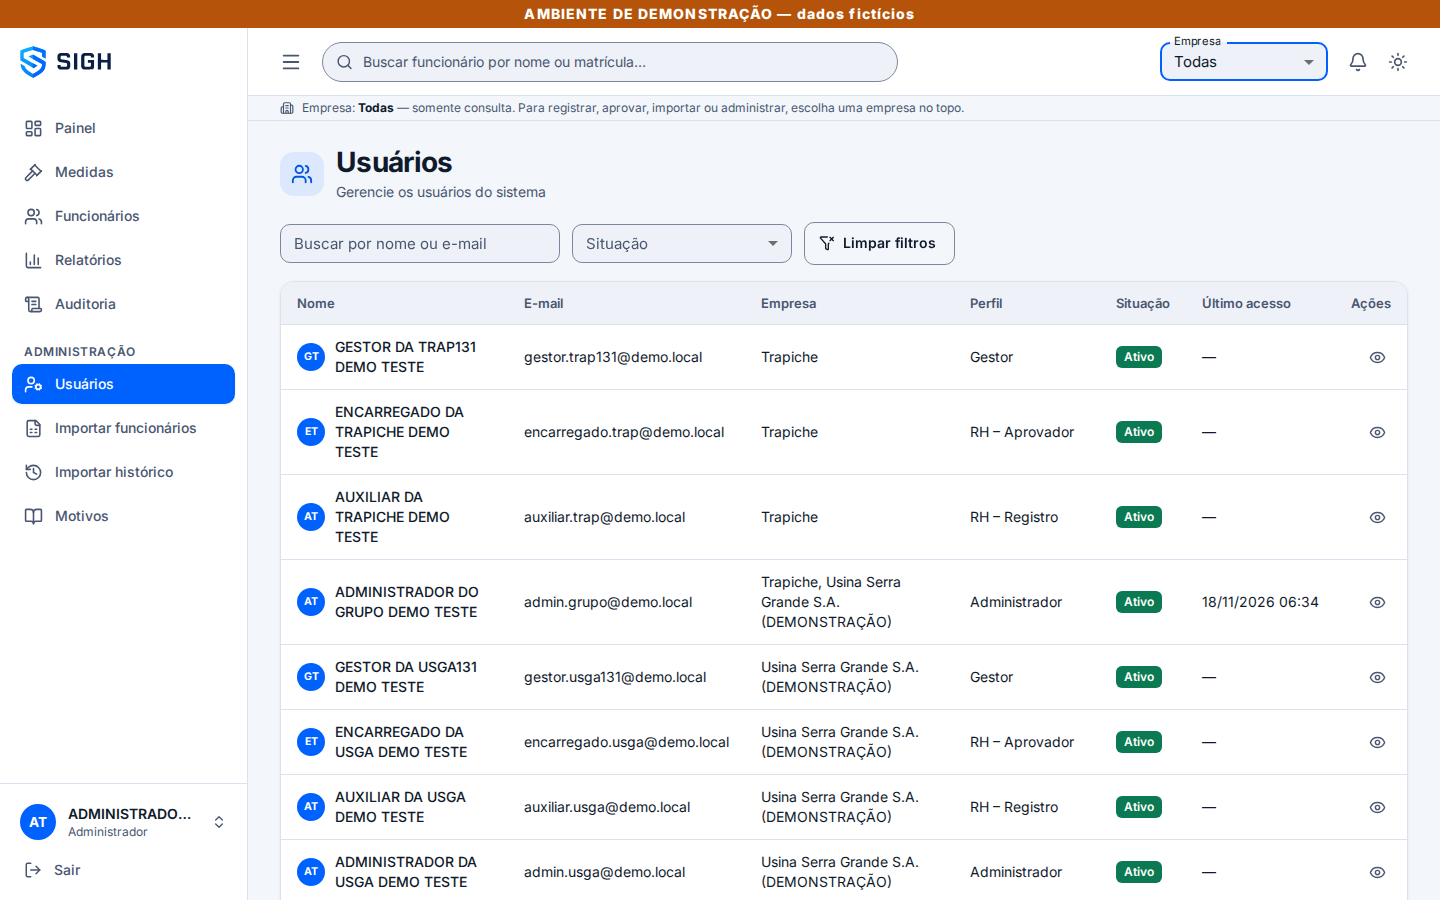 AMBIENTE DE DEMONSTRAÇÃO — dados fictícios
SIGH
Buscar funcionário por nome ou matrícula...
Empresa
Todas
Empresa: Todas — somente consulta. Para registrar, aprovar, importar ou administrar, escolha uma empresa no topo.
Painel
Medidas
Funcionários
Relatórios
Auditoria
ADMINISTRAÇÃO
Usuários
Importar funcionários
Importar histórico
Motivos
AT
ADMINISTRADO...
Administrador
Sair
Usuários
Gerencie os usuários do sistema
Buscar por nome ou e-mail
Situação
Limpar filtros
Nome E-mail Empresa Perfil Situação Último acesso Ações
GT GESTOR DA TRAP131
DEMO TESTE
gestor.trap131@demo.local Trapiche Gestor Ativo —
ET ENCARREGADO DA
TRAPICHE DEMO
TESTE
encarregado.trap@demo.local Trapiche RH – Aprovador Ativo —
AT AUXILIAR DA
TRAPICHE DEMO
TESTE
auxiliar.trap@demo.local Trapiche RH – Registro Ativo —
AT ADMINISTRADOR DO
GRUPO DEMO TESTE
admin.grupo@demo.local
Trapiche, Usina Serra
Grande S.A.
(DEMONSTRAÇÃO)
Administrador Ativo 18/11/2026 06:34
GT GESTOR DA USGA131
DEMO TESTE
gestor.usga131@demo.local
Usina Serra Grande S.A.
(DEMONSTRAÇÃO)
Gestor Ativo —
ET ENCARREGADO DA
USGA DEMO TESTE
encarregado.usga@demo.local
Usina Serra Grande S.A.
(DEMONSTRAÇÃO)
RH – Aprovador Ativo —
AT AUXILIAR DA USGA
DEMO TESTE
auxiliar.usga@demo.local
Usina Serra Grande S.A.
(DEMONSTRAÇÃO)
RH – Registro Ativo —
AT ADMINISTRADOR DA
USGA DEMO TESTE
admin.usga@demo.local
Usina Serra Grande S.A.
(DEMONSTRAÇÃO)
Administrador Ativo —